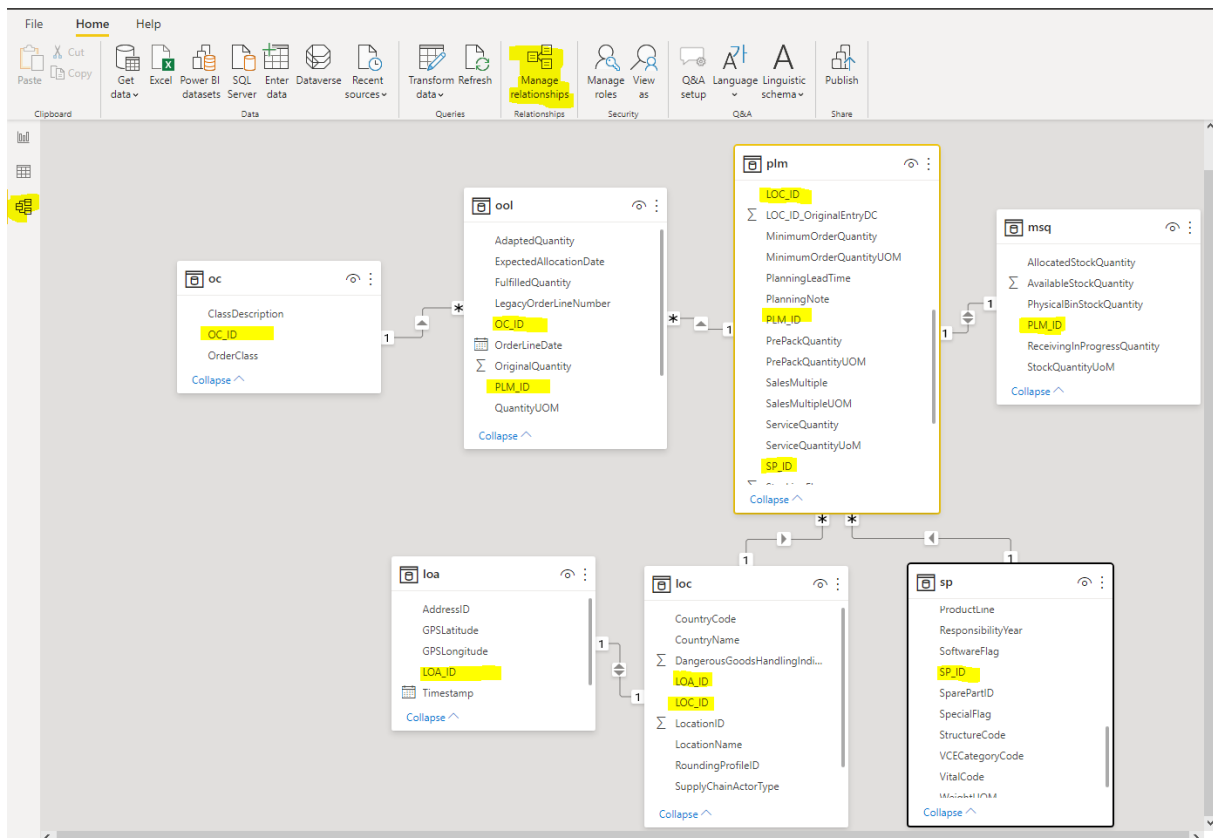 File Home Help
Paste
Cut
Copy
Clipboard
Get data
Excel
Power BI datasets
SQL Server
Enter data
Dataverse
Recent sources
Data
Transform data
Refresh
Queries
Manage relationships
Relationships
Manage roles
View as
Security
Q&A setup
Language
Linguistic schema
Q&A
Publish
Share
oc
ClassDescription
OC_ID
OrderClass
Collapse
1
*
ool
AdaptedQuantity
ExpectedAllocationDate
FulfilledQuantity
LegacyOrderLineNumber
OC_ID
OrderLineDate
Σ OriginalQuantity
PLM_ID
QuantityUOM
Collapse
*
1
plm
LOC_ID
Σ LOC_ID_OriginalEntryDC
MinimumOrderQuantity
MinimumOrderQuantityUOM
PlanningLeadTime
PlanningNote
PLM_ID
PrePackQuantity
PrePackQuantityUOM
SalesMultiple
SalesMultipleUOM
ServiceQuantity
ServiceQuantityUoM
SP_ID
Collapse
1
1
msq
AllocatedStockQuantity
Σ AvailableStockQuantity
PhysicalBinStockQuantity
PLM_ID
ReceivingInProgressQuantity
StockQuantityUoM
Collapse
* *
1
1
loa
AddressID
GPSLatitude
GPSLongitude
LOA_ID
Timestamp
Collapse
1
1
loc
CountryCode
CountryName
Σ DangerousGoodsHandlingIndi...
LOA_ID
LOC_ID
Σ LocationID
LocationName
RoundingProfileID
SupplyChainActorType
Collapse
sp
ProductLine
ResponsibilityYear
SoftwareFlag
SP_ID
SparePartID
SpecialFlag
StructureCode
VCECategoryCode
VitalCode
WeightUOM
Collapse